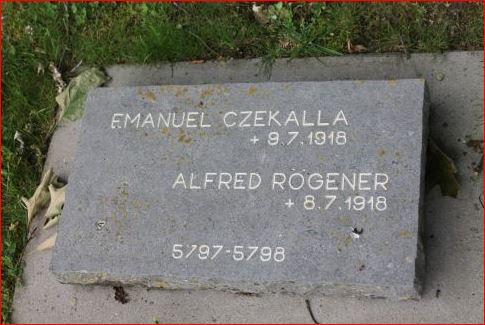 EMANUEL CZEKALLA
+ 9.7.1918
ALFRED RÖGENER
+ 8.7.1918
5797-5798